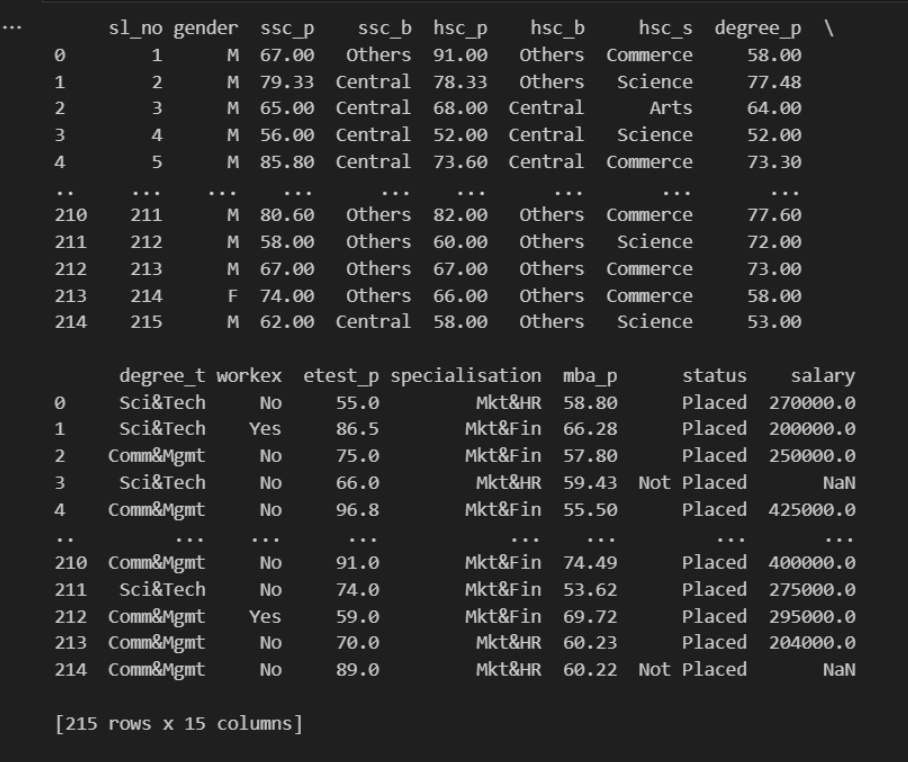 ...
sl_no gender ssc_p ssc_b hsc_p hsc_b hsc_s degree_p \
0 1 M 67.00 Others 91.00 Others Commerce 58.00
1 2 M 79.33 Central 78.33 Others Science 77.48
2 3 M 65.00 Central 68.00 Central Arts 64.00
3 4 M 56.00 Central 52.00 Central Science 52.00
4 5 M 85.80 Central 73.60 Central Commerce 73.30
.. ... ... ... ... ... ... ... ...
210 211 M 80.60 Others 82.00 Others Commerce 77.60
211 212 M 58.00 Others 60.00 Others Science 72.00
212 213 M 67.00 Others 67.00 Others Commerce 73.00
213 214 F 74.00 Others 66.00 Others Commerce 58.00
214 215 M 62.00 Central 58.00 Others Science 53.00
degree_t workex etest_p specialisation mba_p status salary
0 Sci&Tech No 55.0 Mkt&HR 58.80 Placed 270000.0
1 Sci&Tech Yes 86.5 Mkt&Fin 66.28 Placed 200000.0
2 Comm&Mgmt No 75.0 Mkt&Fin 57.80 Placed 250000.0
3 Sci&Tech No 66.0 Mkt&HR 59.43 Not Placed NaN
4 Comm&Mgmt No 96.8 Mkt&Fin 55.50 Placed 425000.0
.. ... ... ... ... ... ... ...
210 Comm&Mgmt No 91.0 Mkt&Fin 74.49 Placed 400000.0
211 Sci&Tech No 74.0 Mkt&Fin 53.62 Placed 275000.0
212 Comm&Mgmt Yes 59.0 Mkt&Fin 69.72 Placed 295000.0
213 Comm&Mgmt No 70.0 Mkt&HR 60.23 Placed 204000.0
214 Comm&Mgmt No 89.0 Mkt&HR 60.22 Not Placed NaN
[215 rows x 15 columns]